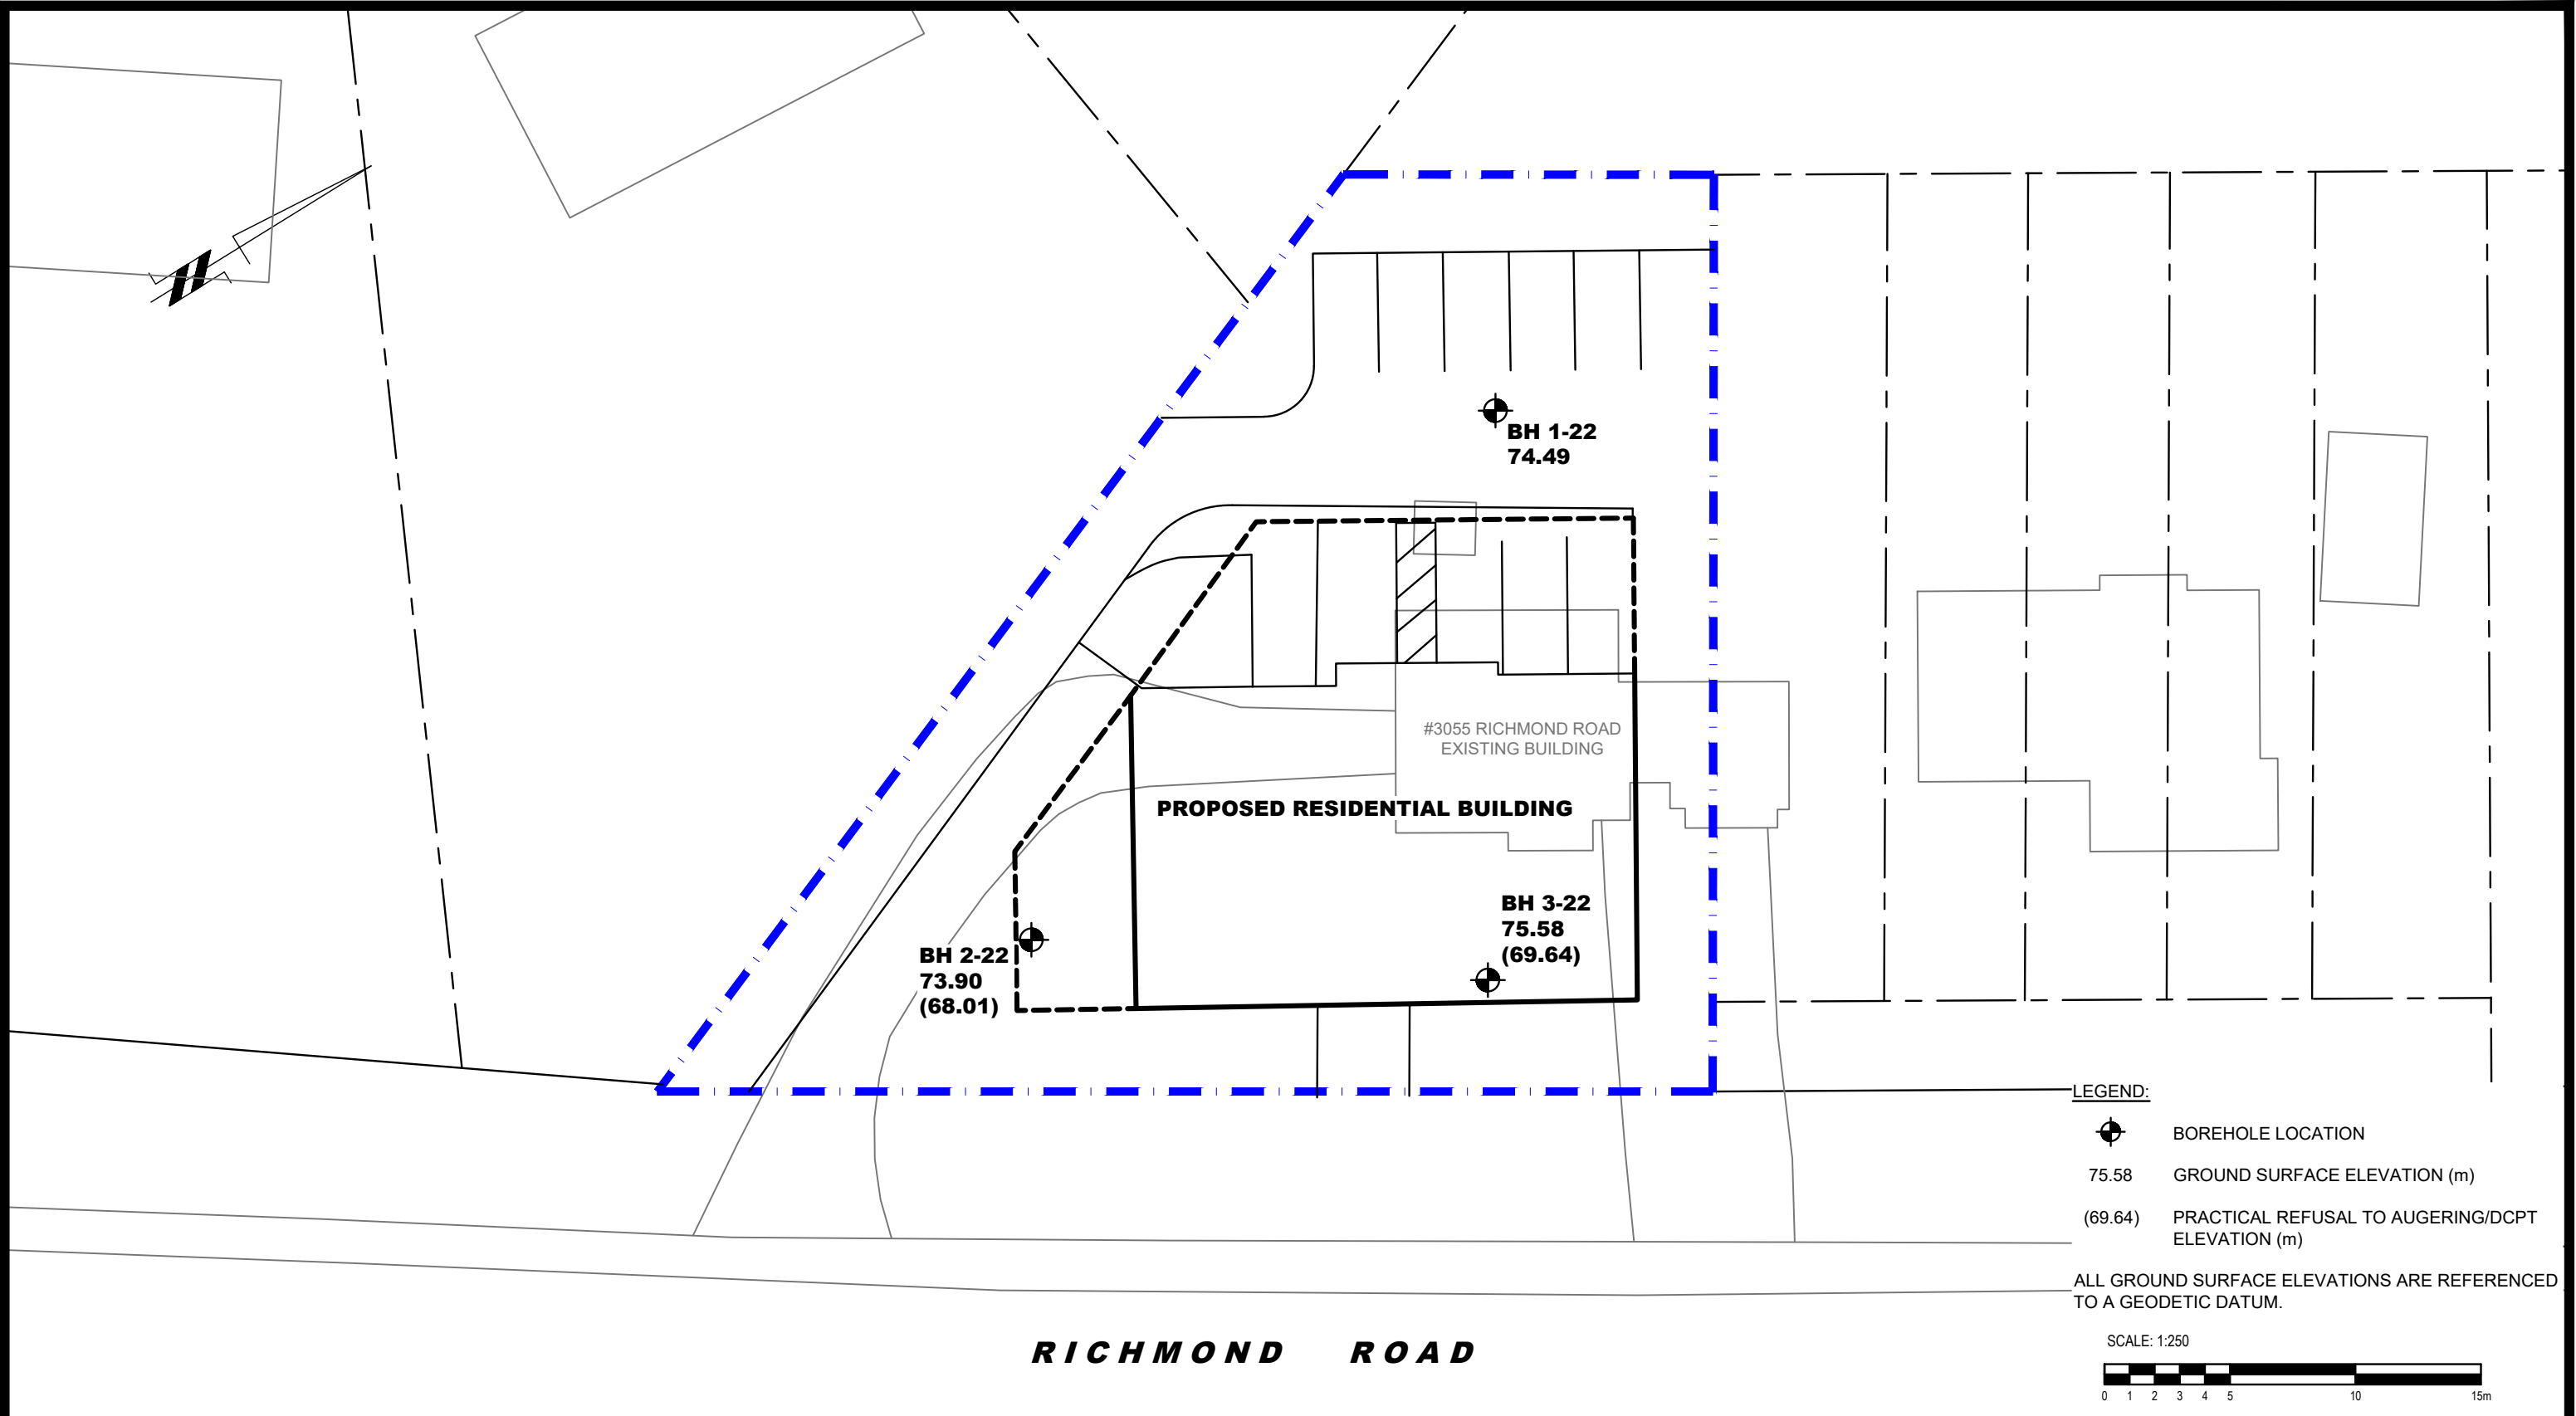 BH 1-22
74.49
#3055 RICHMOND ROAD
EXISTING BUILDING
PROPOSED RESIDENTIAL BUILDING
BH 3-22
75.58
(69.64)
BH 2-22
73.90
(68.01)
LEGEND:
BOREHOLE LOCATION
75.58 GROUND SURFACE ELEVATION (m)
(69.64) PRACTICAL REFUSAL TO AUGERING/DCPT
ELEVATION (m)
ALL GROUND SURFACE ELEVATIONS ARE REFERENCED
TO A GEODETIC DATUM.
SCALE: 1:250
0 1 2 3 4 5 10 15m
RICHMOND ROAD